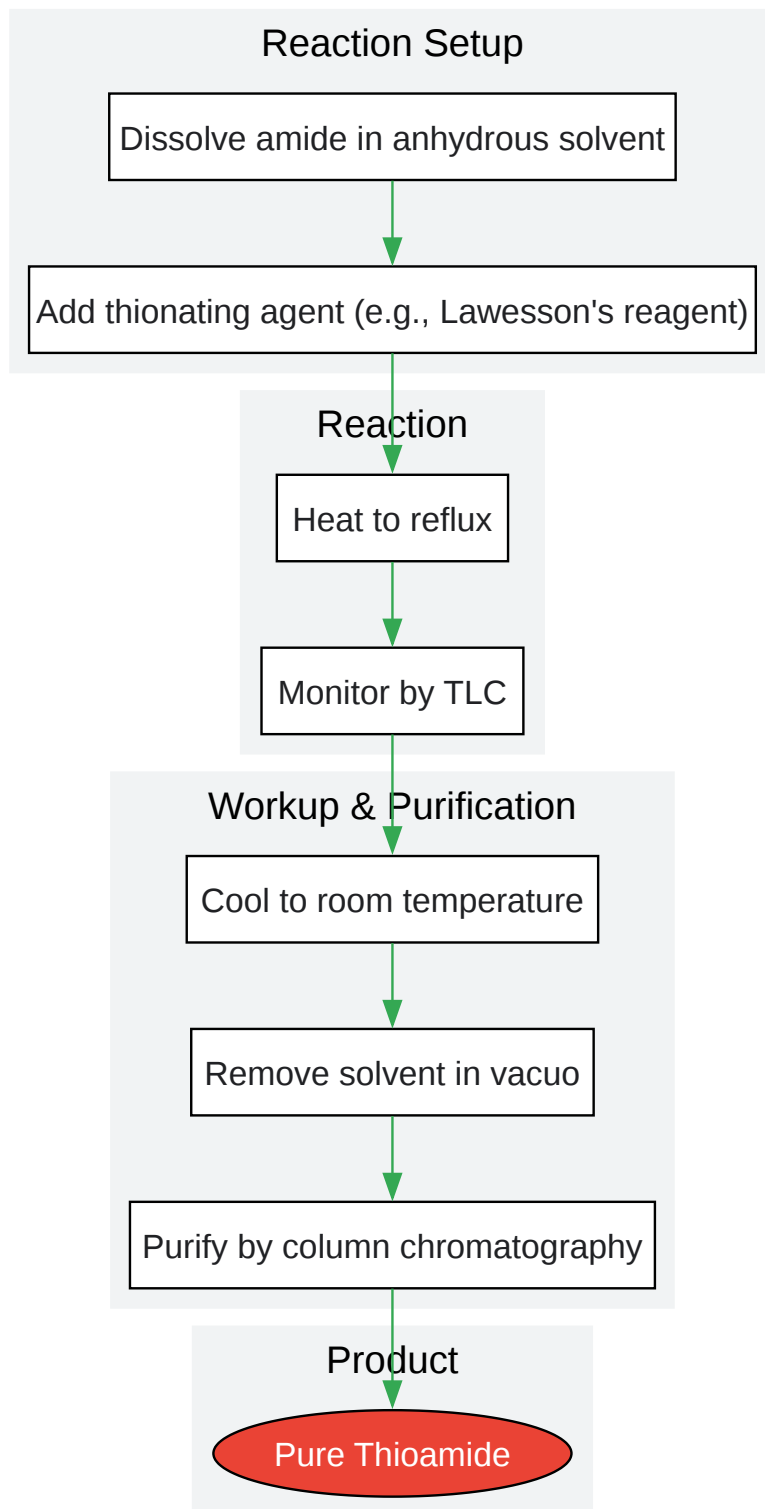 Reaction Setup
Dissolve amide in anhydrous solvent
Add thionating agent (e.g., Lawesson's reagent)
Reaction
Heat to reflux
Monitor by TLC
Workup & Purification
Cool to room temperature
Remove solvent in vacuo
Purify by column chromatography
Product
Pure Thioamide